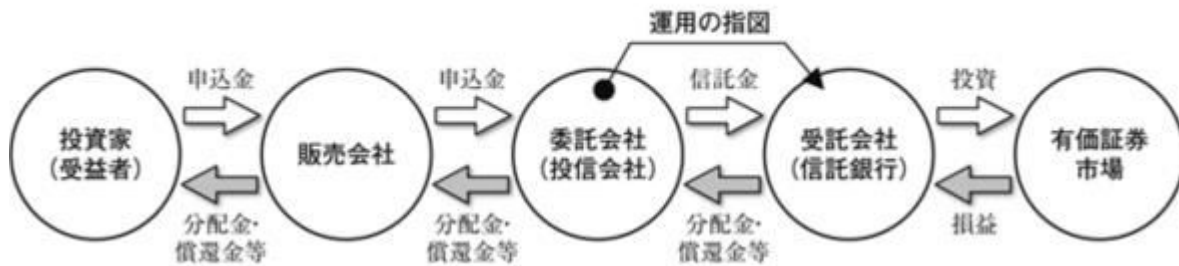 運用の指図
申込金
申込金
信託金
投資
投資家
(受益者)
販売会社
委託会社
(投信会社)
受託会社
(信託銀行)
有価証券
市場
分配金・
償還金等
分配金・
償還金等
分配金・
償還金等
損益